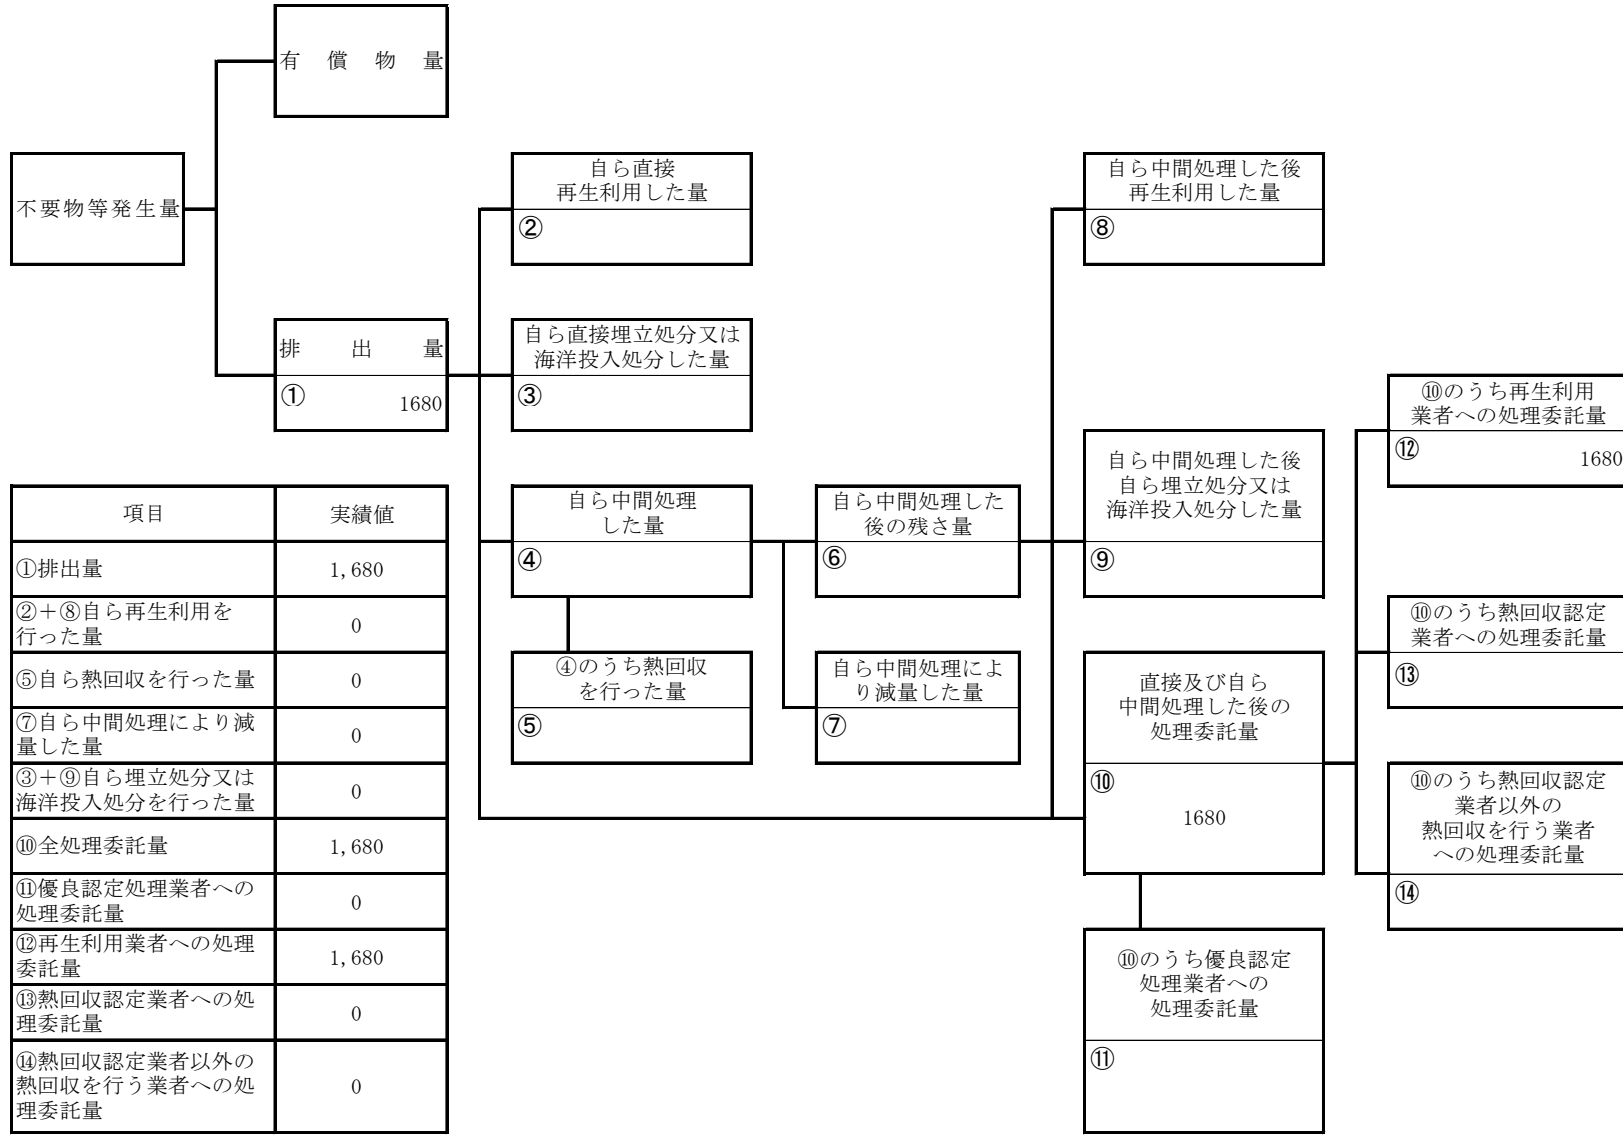 有償物量
不要物等発生量
自ら直接
再生利用した量
②
自ら中間処理した後
再生利用した量
⑧
排出量
① 1680
自ら直接埋立処分又は
海洋投入処分した量
③
⑩のうち再生利用
業者への処理委託量
⑫ 1680
自ら中間処理
した量
④
自ら中間処理した
後の残さ量
⑥
自ら中間処理した後
自ら埋立処分又は
海洋投入処分した量
⑨
④のうち熱回収
を行った量
⑤
自ら中間処理によ
り減量した量
⑦
直接及び自ら
中間処理した後の
処理委託量
⑩
1680
⑩のうち熱回収認定
業者への処理委託量
⑬
⑩のうち熱回収認定
業者以外の
熱回収を行う業者
への処理委託量
⑭
⑩のうち優良認定
処理業者への
処理委託量
⑪
項目 実績値
①排出量 1,680
②+⑧自ら再生利用を
行った量 0
⑤自ら熱回収を行った量 0
⑦自ら中間処理により減
量した量 0
③+⑨自ら埋立処分又は
海洋投入処分を行った量 0
⑩全処理委託量 1,680
⑪優良認定処理業者への
処理委託量 0
⑫再生利用業者への処理
委託量 1,680
⑬熱回収認定業者への処
理委託量 0
⑭熱回収認定業者以外の
熱回収を行う業者への処
理委託量 0